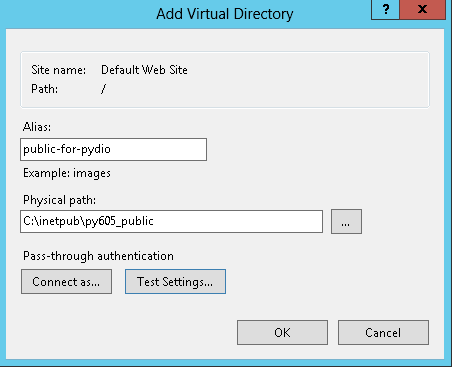 Add Virtual Directory
?
x
Site name: Default Web Site
Path: /
Alias:
public-for-pydio
Example: images
Physical path:
C:\inetpub\py605_public
...
Pass-through authentication
Connect as... Test Settings...
OK Cancel